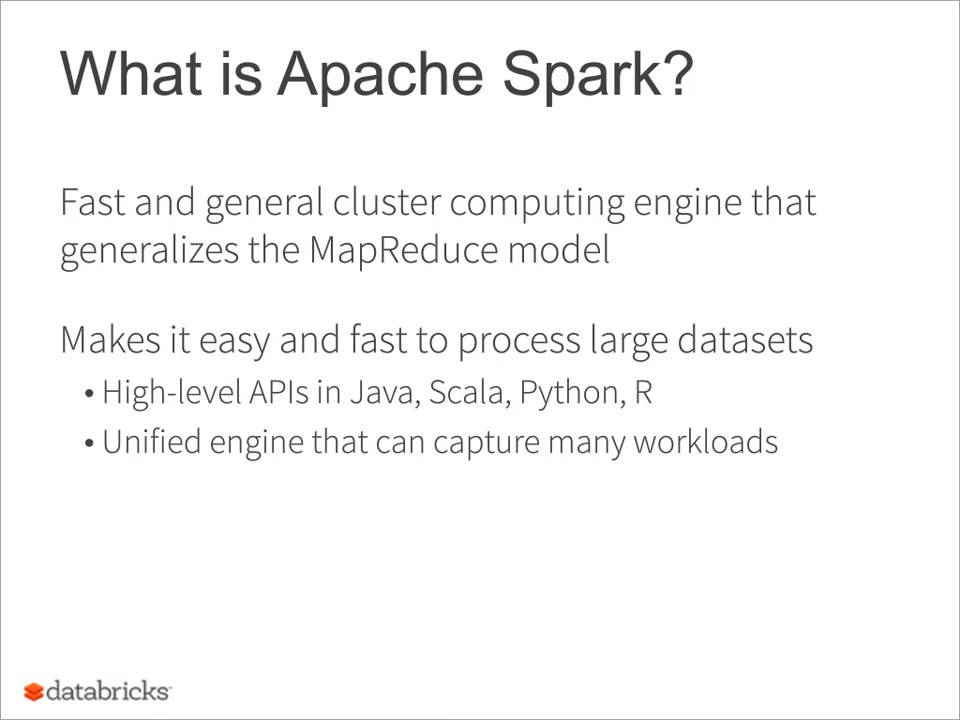 What is Apache Spark?
Fast and general cluster computing engine that
generalizes the MapReduce model
Makes it easy and fast to process large datasets
• High-level APIs in Java, Scala, Python, R
• Unified engine that can capture many workloads
databricks